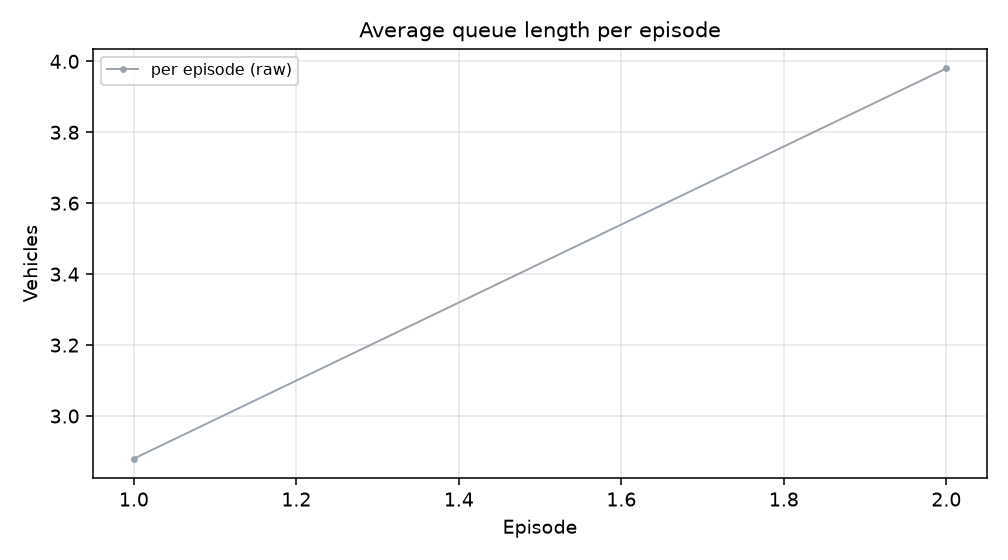 Average queue length per episode
per episode (raw)
4.0
3.8
3.6
3.4
3.2
3.0
Vehicles
1.0 1.2 1.4 1.6 1.8 2.0
Episode